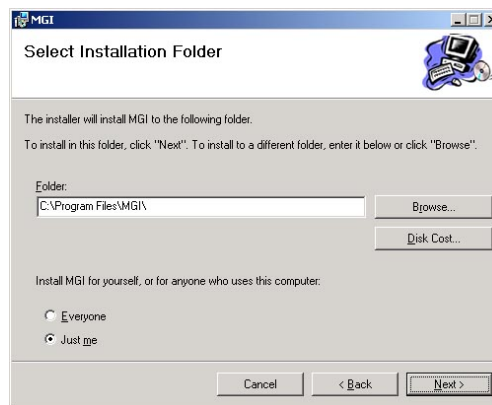 MGI
Select Installation Folder
The installer will install MGI to the following folder.
To install in this folder, click "Next". To install to a different folder, enter it below or click "Browse".
Folder:
C:\Program Files\MGI\
Browse...
Disk Cost...
Install MGI for yourself, or for anyone who uses this computer:
Everyone
Just me
Cancel
< Back
Next >